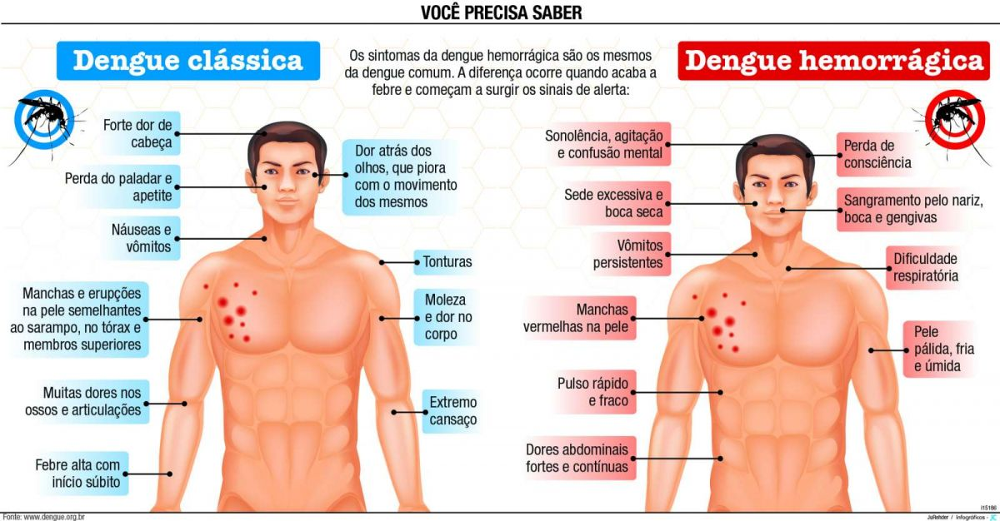 VOCÊ PRECISA SABER
Dengue clássica
Os sintomas da dengue hemorrágica são os mesmos
da dengue comum. A diferença ocorre quando acaba a
febre e começam a surgir os sinais de alerta:
Dengue hemorrágica
Forte dor de
cabeça
Perda do paladar e
apetite
Náuseas e
vômitos
Manchas e erupções
na pele semelhantes
ao sarampo, no tórax e
membros superiores
Muitas dores nos
ossos e articulações
Febre alta com
início súbito
Dor atrás dos
olhos, que piora
com o movimento
dos mesmos
Tonturas
Moleza
e dor no
corpo
Extremo
cansaço
Sonolência, agitação
e confusão mental
Sede excessiva e
boca seca
Vômitos
persistentes
Manchas
vermelhas na pele
Pulso rápido
e fraco
Dores abdominais
fortes e contínuas
Perda de
consciência
Sangramento pelo nariz,
boca e gengivas
Dificuldade
respiratória
Pele
pálida, fria
e úmida
Fonte: www.dengue.org.br
i15186
JuRehder / Infográficos -